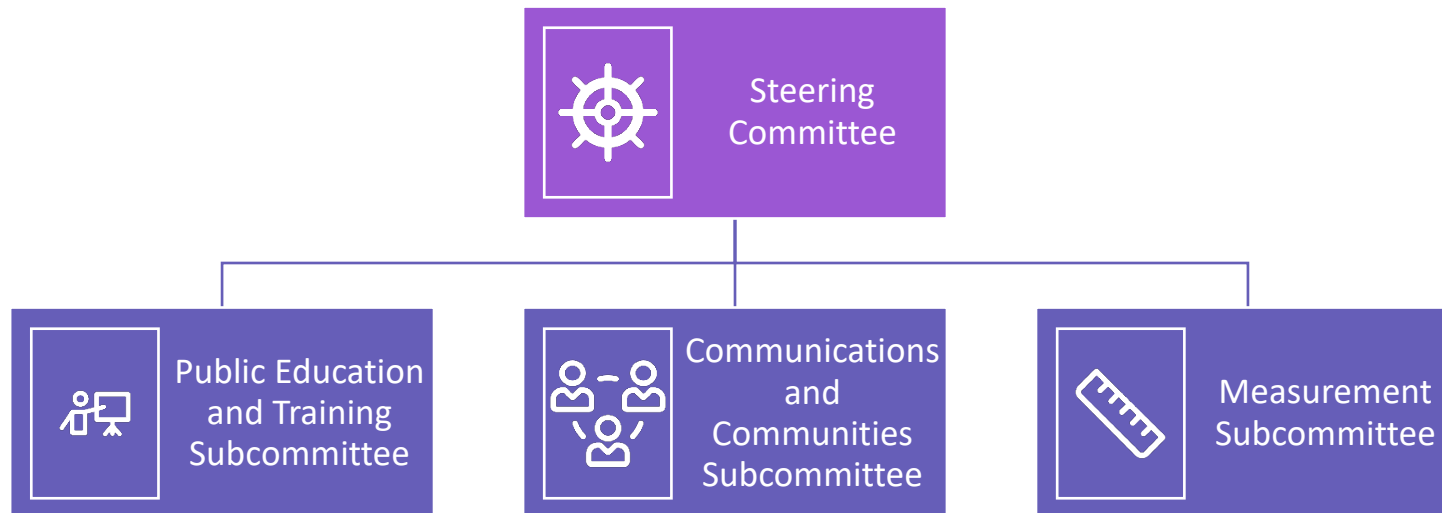 Steering
Committee
Public Education
and Training
Subcommittee
Communications
and
Communities
Subcommittee
Measurement
Subcommittee